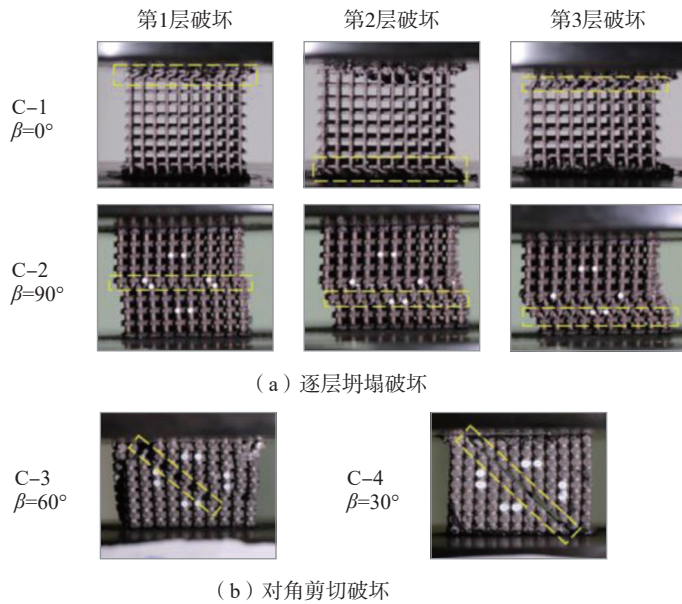 第1层破坏 第2层破坏 第3层破坏
C-1
β=0°
C-2
β=90°
（a）逐层坍塌破坏
C-3
β=60°
C-4
β=30°
（b）对角剪切破坏